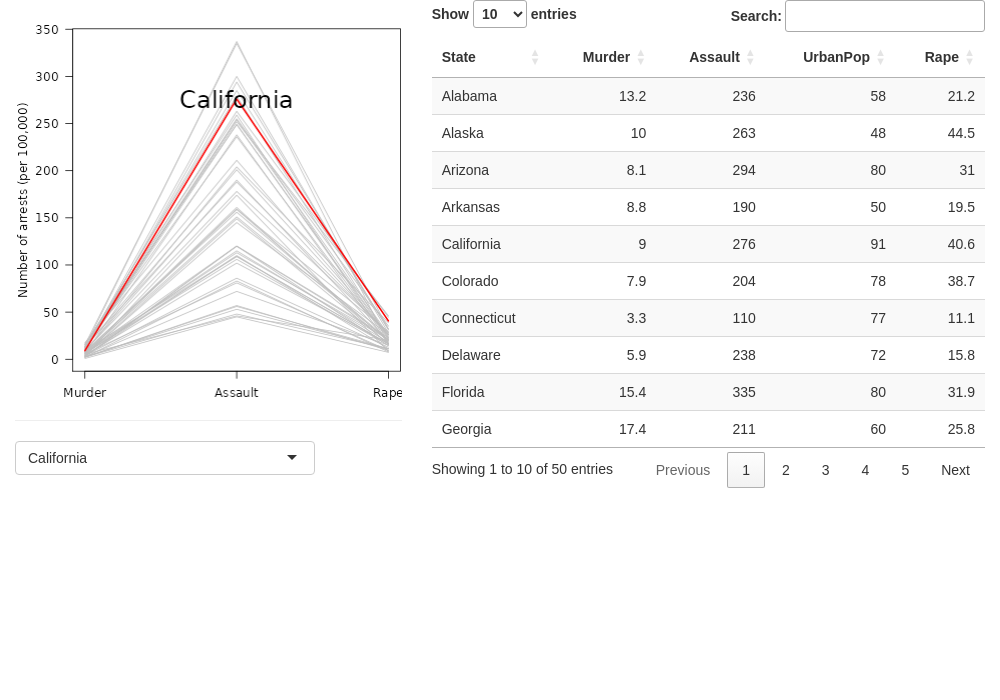 Number of arrests (per 100,000)
350
300
250
200
150
100
50
0
California
Murder Assault Rape
California
Show 10 entries Search:
State Murder Assault UrbanPop Rape
Alabama 13.2 236 58 21.2
Alaska 10 263 48 44.5
Arizona 8.1 294 80 31
Arkansas 8.8 190 50 19.5
California 9 276 91 40.6
Colorado 7.9 204 78 38.7
Connecticut 3.3 110 77 11.1
Delaware 5.9 238 72 15.8
Florida 15.4 335 80 31.9
Georgia 17.4 211 60 25.8
Showing 1 to 10 of 50 entries Previous 1 2 3 4 5 Next